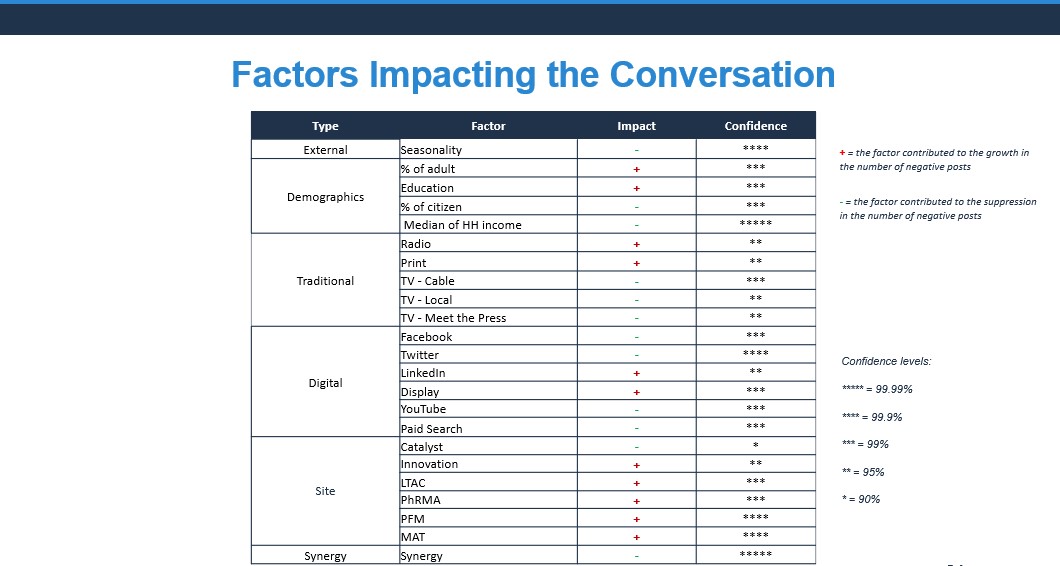 Factors Impacting the Conversation
Type Factor Impact Confidence
External Seasonality - ****
Demographics % of adult + ***
Education + ***
% of citizen - ***
Median of HH income - *****
Traditional Radio + **
Print + **
TV - Cable - ***
TV - Local - **
TV - Meet the Press - **
Digital Facebook - ***
Twitter - ****
LinkedIn + **
Display + ***
YouTube - ***
Paid Search - ***
Site Catalyst - *
Innovation + **
LTAC + ***
PhRMA + ***
PFM + ****
MAT + ****
Synergy Synergy - *****
+ = the factor contributed to the growth in
the number of negative posts
- = the factor contributed to the suppression
in the number of negative posts
Confidence levels:
***** = 99.99%
**** = 99.9%
*** = 99%
** = 95%
* = 90%